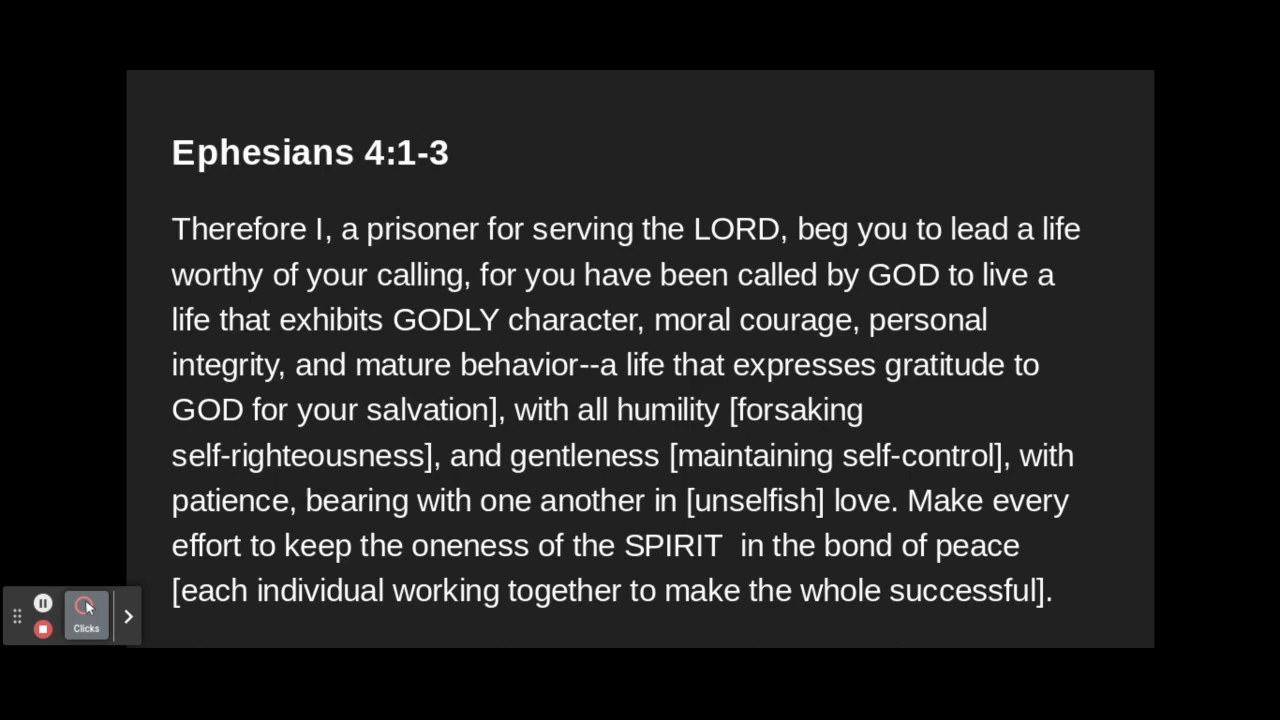 Ephesians 4:1-3
Therefore I, a prisoner for serving the LORD, beg you to lead a life
worthy of your calling, for you have been called by GOD to live a
life that exhibits GODLY character, moral courage, personal
integrity, and mature behavior--a life that expresses gratitude to
GOD for your salvation], with all humility [forsaking
self-righteousness], and gentleness [maintaining self-control], with
patience, bearing with one another in [unselfish] love. Make every
effort to keep the oneness of the SPIRIT  in the bond of peace
[each individual working together to make the whole successful].
Clicks